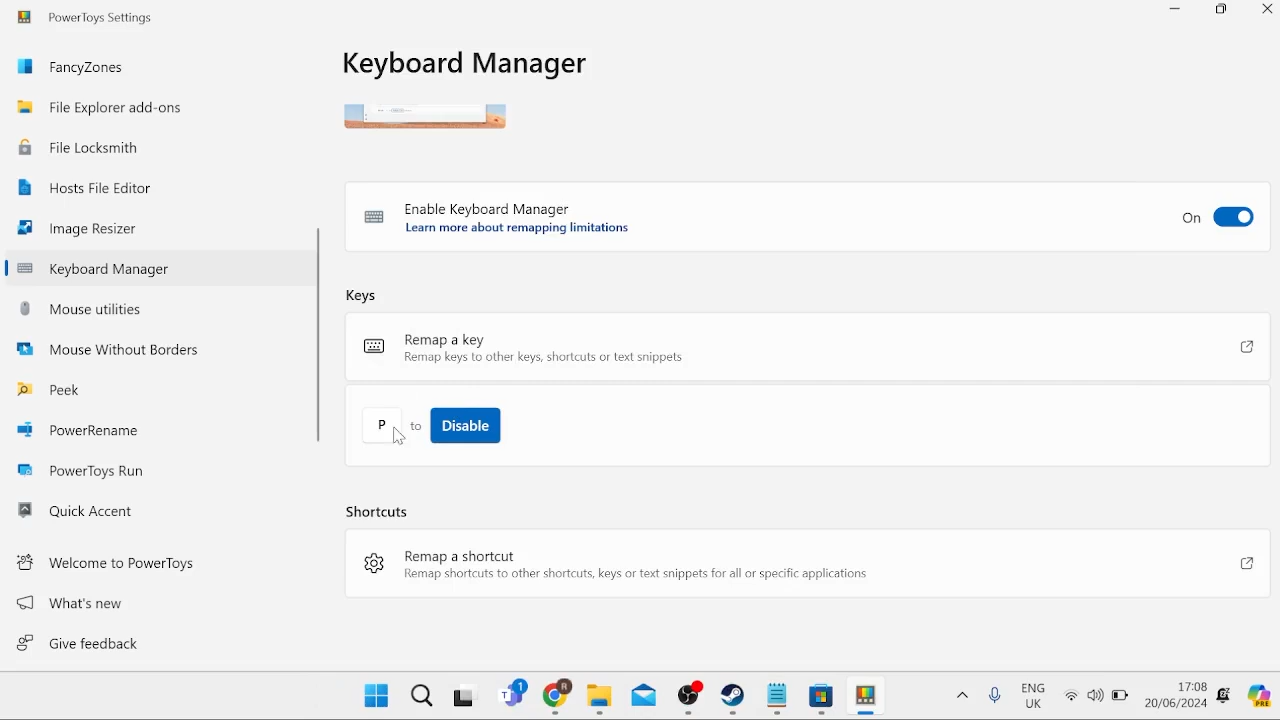 PowerToys Settings
FancyZones
File Explorer add-ons
File Locksmith
Hosts File Editor
Image Resizer
Keyboard Manager
Mouse utilities
Mouse Without Borders
Peek
PowerRename
PowerToys Run
Quick Accent
Welcome to PowerToys
What's new
Give feedback
Keyboard Manager
Enable Keyboard Manager
Learn more about remapping limitations
On
Keys
Remap a key
Remap keys to other keys, shortcuts or text snippets
P to Disable
Shortcuts
Remap a shortcut
Remap shortcuts to other shortcuts, keys or text snippets for all or specific applications
T 1
R
ENG
UK
17:08
20/06/2024
PRE